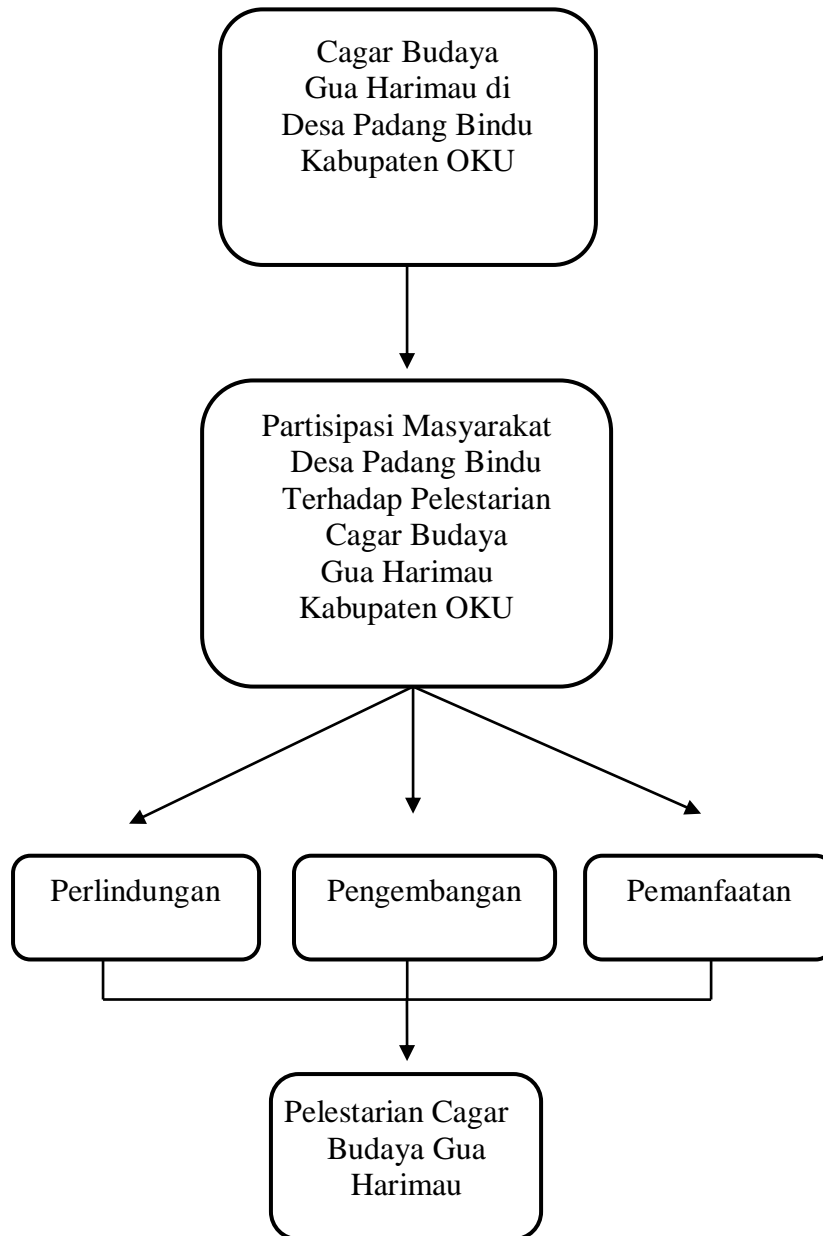 Cagar Budaya
Gua Harimau di
Desa Padang Bindu
Kabupaten OKU
Partisipasi Masyarakat
Desa Padang Bindu
Terhadap Pelestarian
Cagar Budaya
Gua Harimau
Kabupaten OKU
Perlindungan
Pengembangan
Pemanfaatan
Pelestarian Cagar
Budaya Gua
Harimau